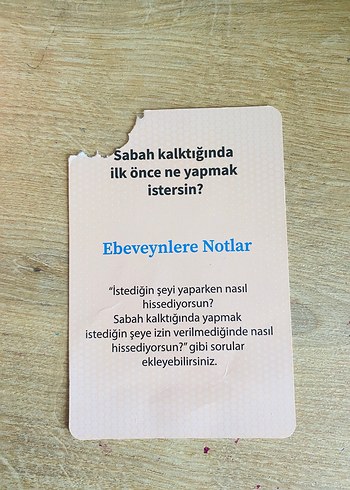 Sabah kalktığında
ilk önce ne yapmak
istersin?
Ebeveynlere Notlar
“İstediğin şeyi yaparken nasıl
hissediyorsun?
Sabah kalktığında yapmak
istediğin şeye izin verilmediğinde nasıl
hissediyorsun?” gibi sorular
ekleyebilirsiniz.